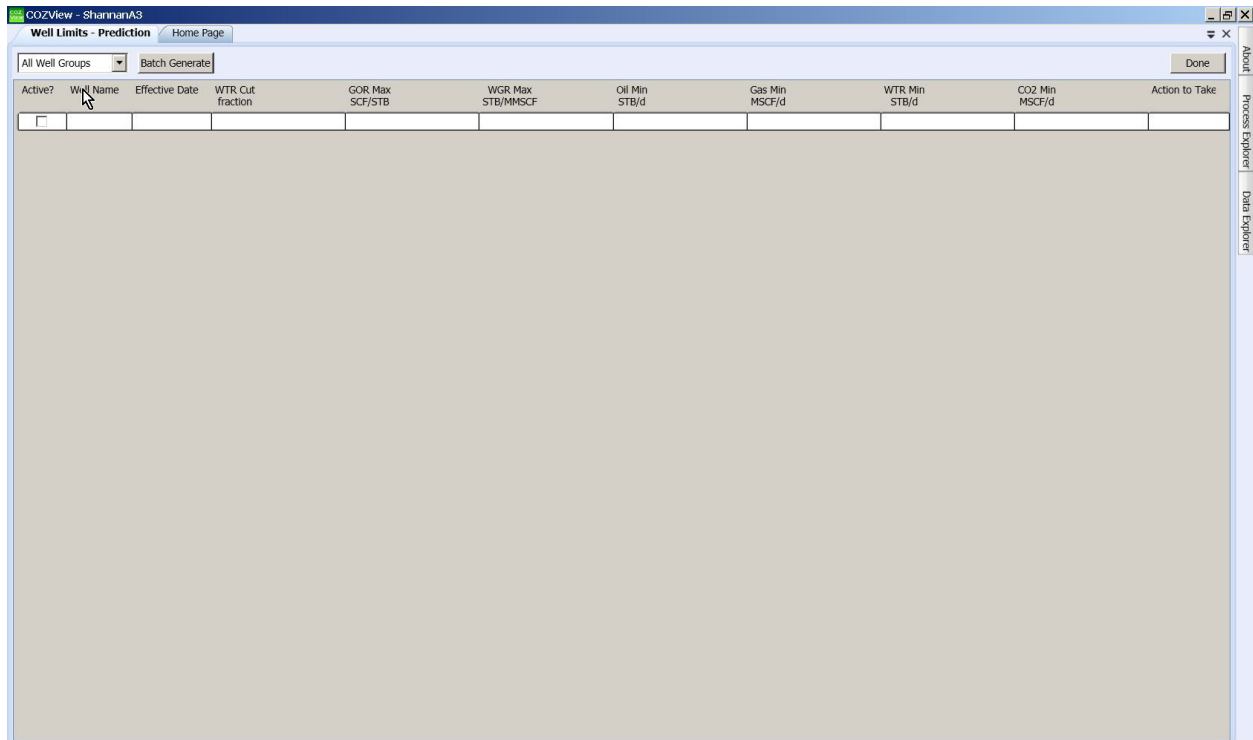 COZ View COZView - ShannanA3
Well Limits - Prediction Home Page
All Well Groups Batch Generate Done
Active? Well Name Effective Date WTR Cut GOR Max WGR Max Oil Min Gas Min WTR Min CO2 Min Action to Take
fraction SCF/STB STB/MMSCF STB/d MSCF/d STB/d MSCF/d
About
Process Explorer
Data Explorer